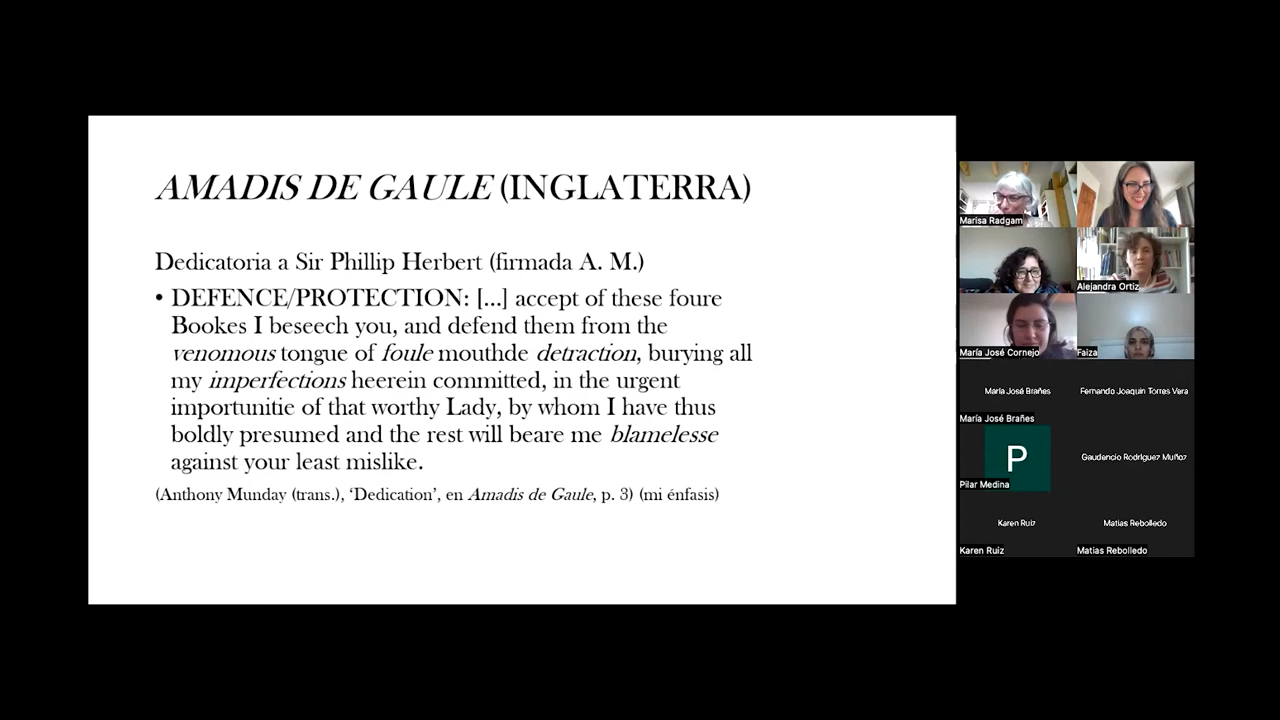 AMADIS DE GAULE (INGLATERRA)
Dedicatoria a Sir Phillip Herbert (firmada A. M.)
• DEFENCE/PROTECTION: [...] accept of these foure
Bookes I beseech you, and defend them from the
venomous tongue of foule mouthde detraction, burying all
my imperfections heerein committed, in the urgent
importunitie of that worthy Lady, by whom I have thus
boldly presumed and the rest will beare me blamelesse
against your least mislike.
(Anthony Munday (trans.), ‘Dedication’, en Amadis de Gaule, p. 3) (mi énfasis)
Marisa Radgam
Alejandra Ortiz
María José Cornejo
Faiza
María José Brañes
Fernando Joaquin Torres Vera
María José Brañes
P
Gaudencio Rodríguez Muñoz
Pilar Medina
Karen Ruiz
Matias Rebolledo
Karen Ruiz
Matias Rebolledo